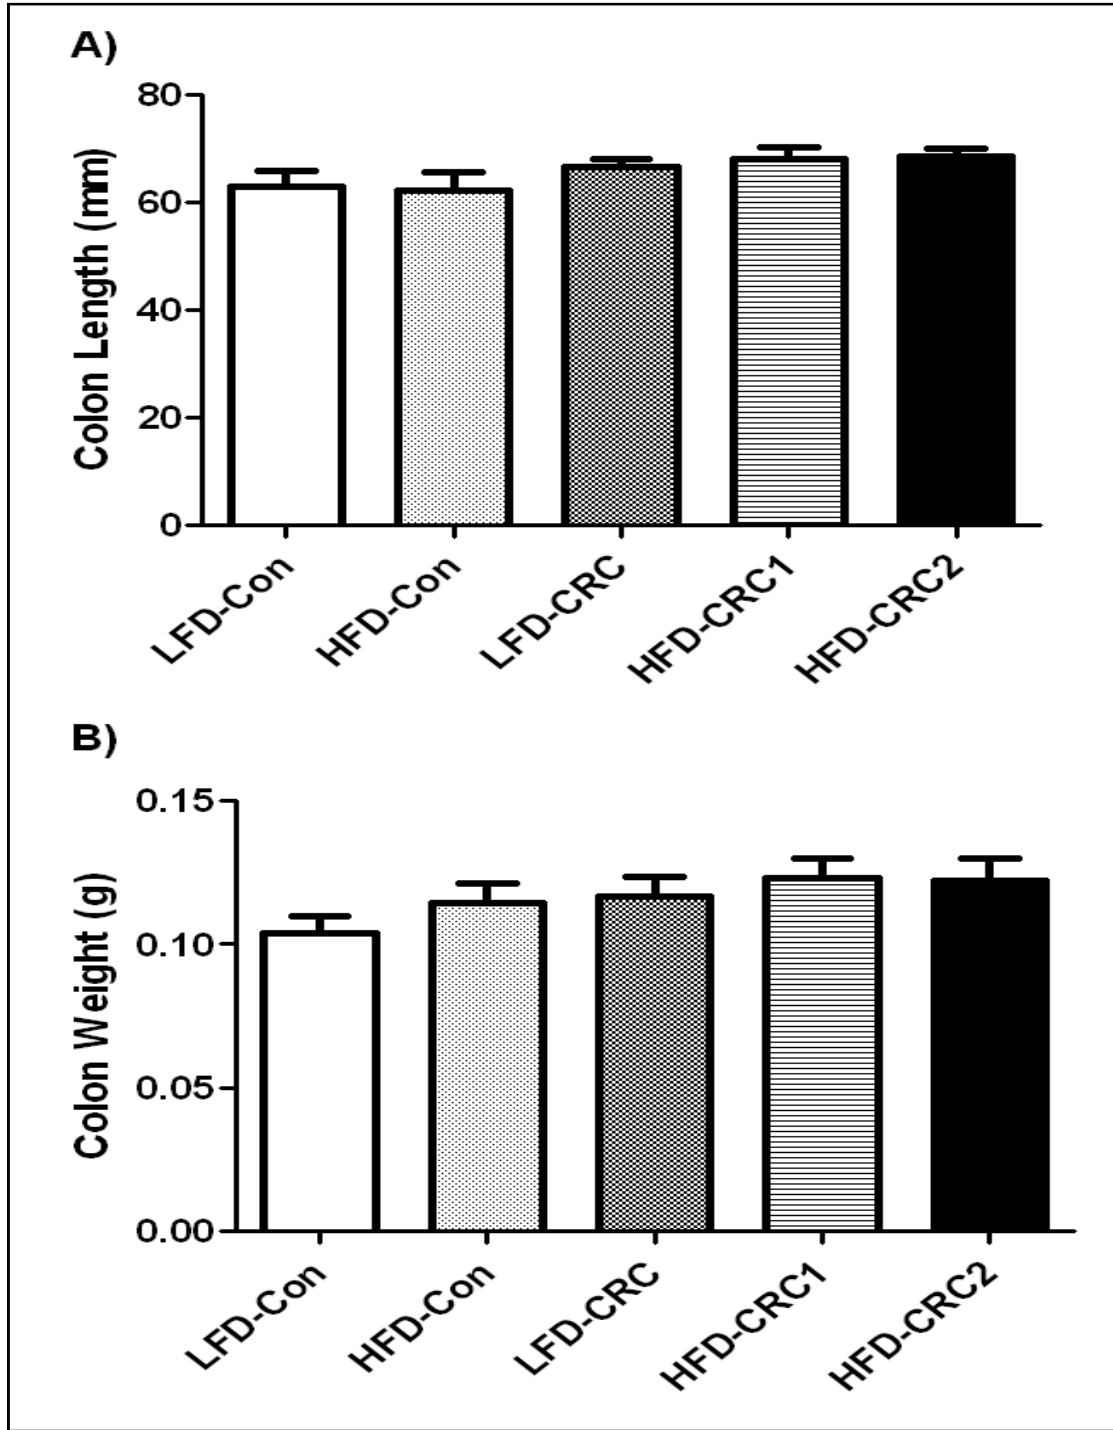 A)
Colon Length (mm)
80
60
40
20
0
LFD-Con
HFD-Con
LFD-CRC
HFD-CRC1
HFD-CRC2
B)
Colon Weight (g)
0.15
0.10
0.05
0.00
LFD-Con
HFD-Con
LFD-CRC
HFD-CRC1
HFD-CRC2